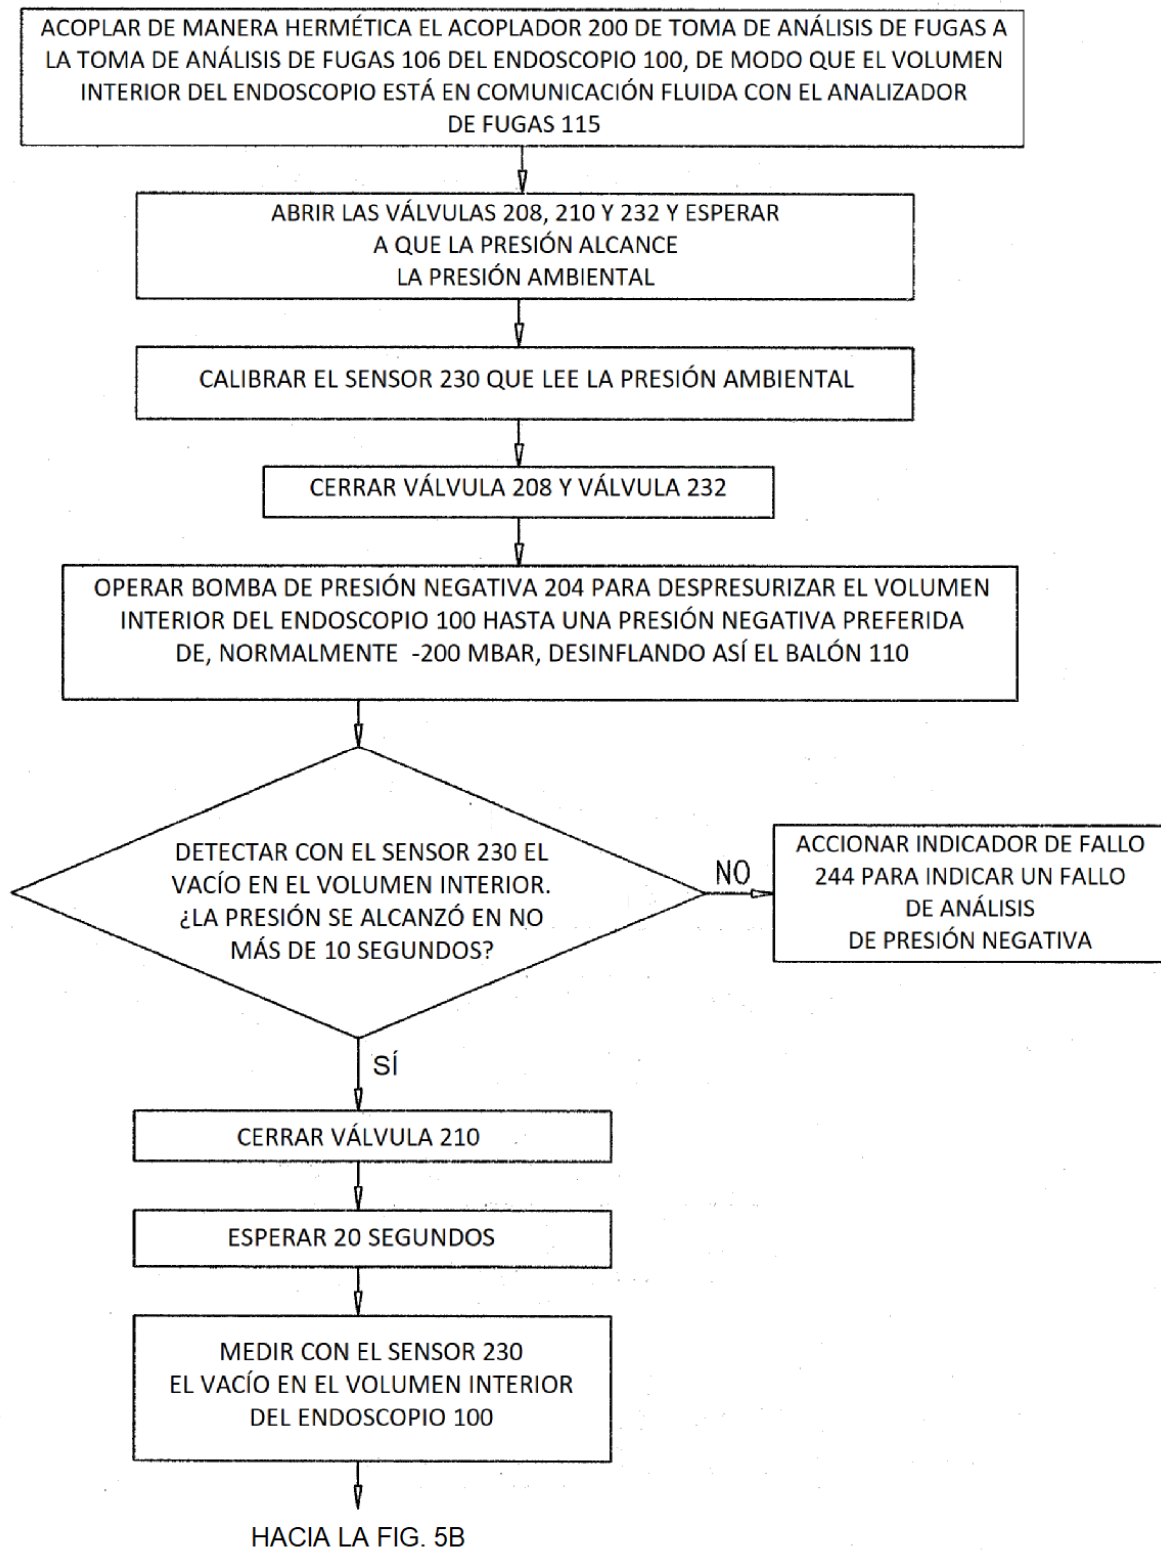 ACOPLAR DE MANERA HERMÉTICA EL ACOPLADOR 200 DE TOMA DE ANÁLISIS DE FUGAS A
LA TOMA DE ANÁLISIS DE FUGAS 106 DEL ENDOSCOPIO 100, DE MODO QUE EL VOLUMEN
INTERIOR DEL ENDOSCOPIO ESTÁ EN COMUNICACIÓN FLUIDA CON EL ANALIZADOR
DE FUGAS 115
ABRIR LAS VÁLVULAS 208, 210 Y 232 Y ESPERAR
A QUE LA PRESIÓN ALCANCE
LA PRESIÓN AMBIENTAL
CALIBRAR EL SENSOR 230 QUE LEE LA PRESIÓN AMBIENTAL
CERRAR VÁLVULA 208 Y VÁLVULA 232
OPERAR BOMBA DE PRESIÓN NEGATIVA 204 PARA DESPRESURIZAR EL VOLUMEN
INTERIOR DEL ENDOSCOPIO 100 HASTA UNA PRESIÓN NEGATIVA PREFERIDA
DE, NORMALMENTE -200 MBAR, DESINFLANDO ASÍ EL BALÓN 110
DETECTAR CON EL SENSOR 230 EL
VACÍO EN EL VOLUMEN INTERIOR.
¿LA PRESIÓN SE ALCANZÓ EN NO
MÁS DE 10 SEGUNDOS?
NO
ACCIONAR INDICADOR DE FALLO
244 PARA INDICAR UN FALLO
DE ANÁLISIS
DE PRESIÓN NEGATIVA
SÍ
CERRAR VÁLVULA 210
ESPERAR 20 SEGUNDOS
MEDIR CON EL SENSOR 230
EL VACÍO EN EL VOLUMEN INTERIOR
DEL ENDOSCOPIO 100
HACIA LA FIG. 5B